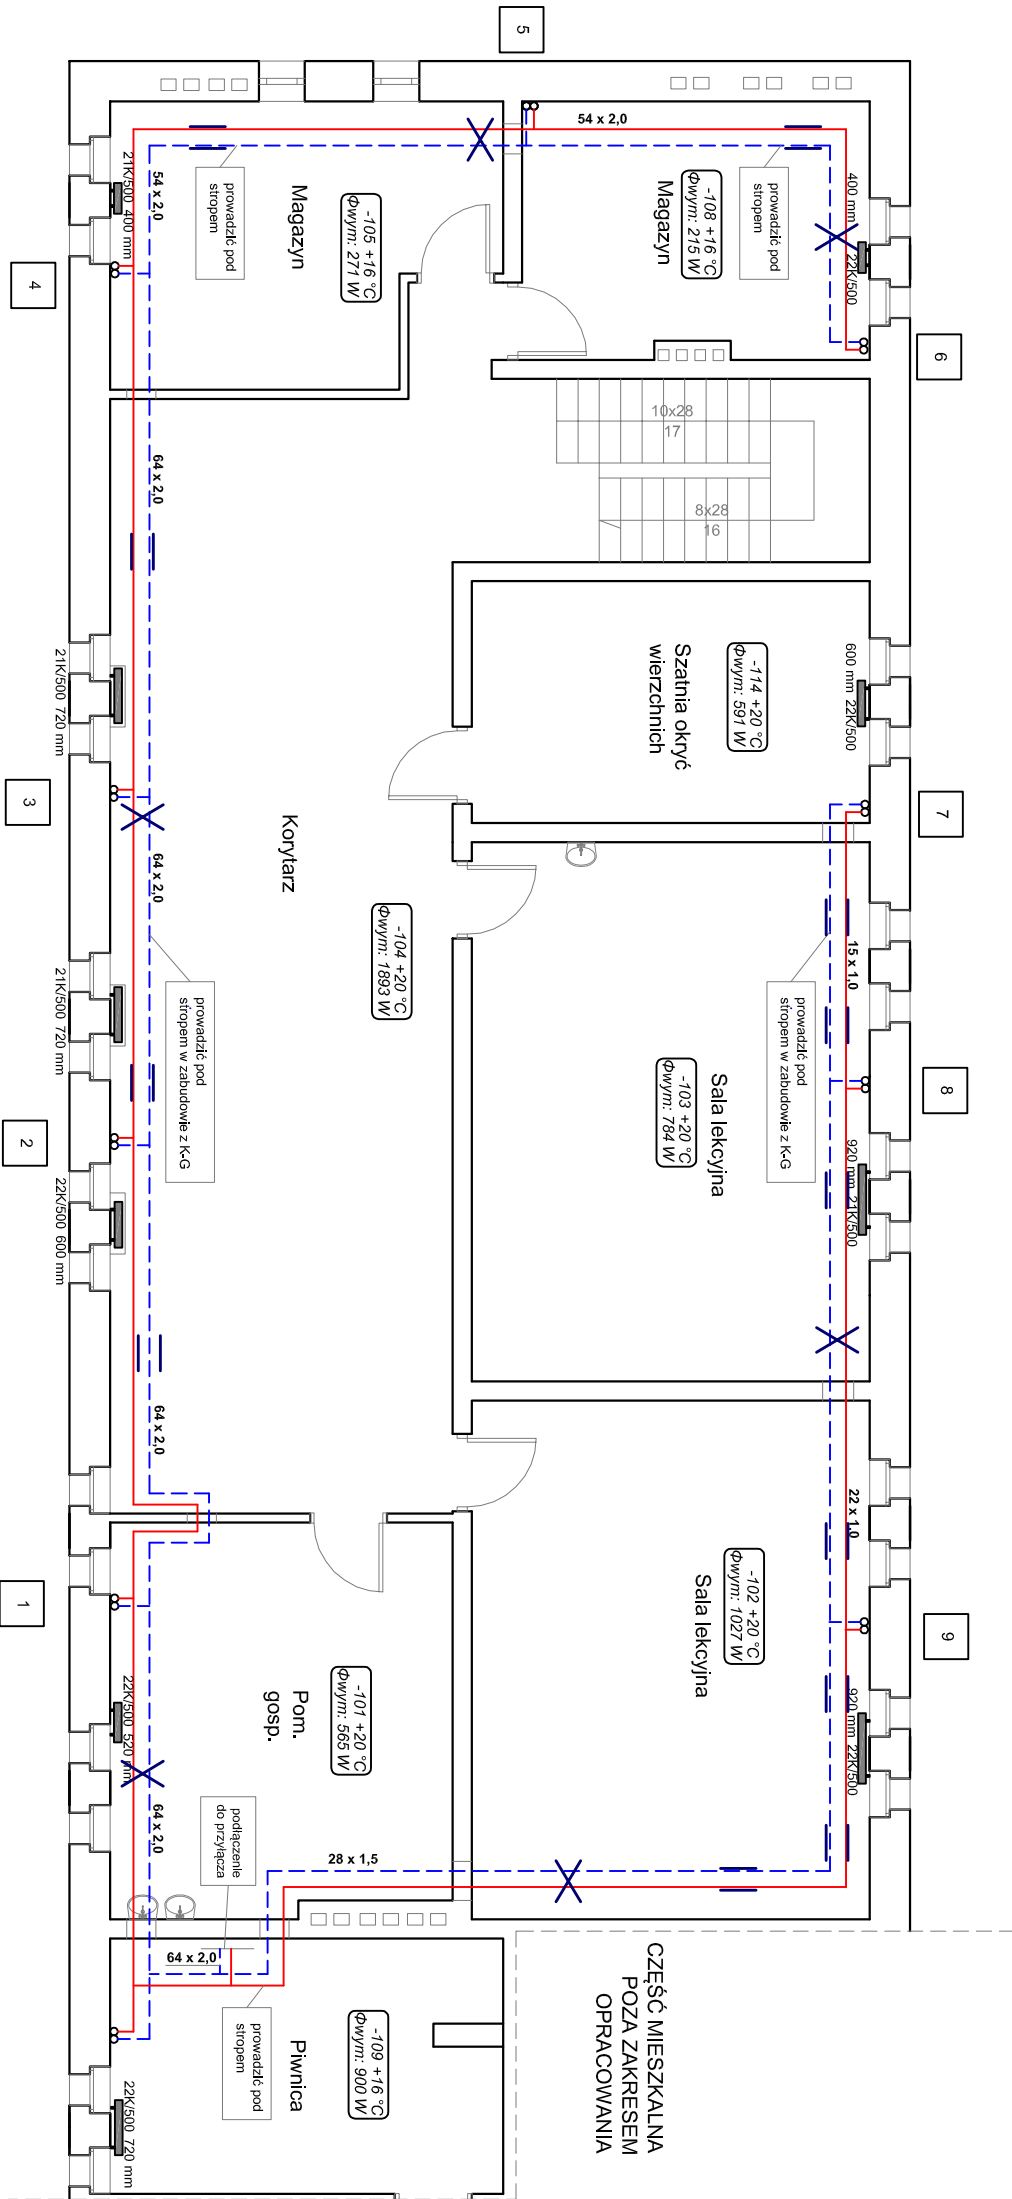 5
54 x 2,0
21K/500 400 mm
54 x 2,0
prowadzić pod
stropem
Magazyn
-105 +16 °C
Φwym: 271 W
4
Magazyn
-108 +16 °C
Φwym: 215 W
prowadzić pod
stropem
400 mm 22K/500
6
10x28
17
8x28
16
64 x 2,0
21K/500 720 mm
3
Szatnia okryć
wierzchnich
-114 +20 °C
Φwym: 591 W
600 mm 22K/500
7
64 x 2,0
Korytarz
-104 +20 °C
Φwym: 1893 W
prowadzić pod
stropem w zabudowie z K-G
21K/500 720 mm
2
22K/500 600 mm
15 x 1,0
prowadzić pod
stropem w zabudowie z K-G
Sala lekcyjna
-103 +20 °C
Φwym: 784 W
8
920 mm 21K/500
64 x 2,0
22 x 1,0
1
Sala lekcyjna
-102 +20 °C
Φwym: 1027 W
9
920 mm 22K/500
Pom.
gosp.
-101 +20 °C
Φwym: 565 W
22K/500 520 mm
64 x 2,0
podłączenie
do przyłącza
28 x 1,5
64 x 2,0
prowadzić pod
stropem
Piwnica
-109 +16 °C
Φwym: 900 W
22K/500 720 mm
CZĘŚĆ MIESZKALNA
POZA ZAKRESEM
OPRACOWANIA